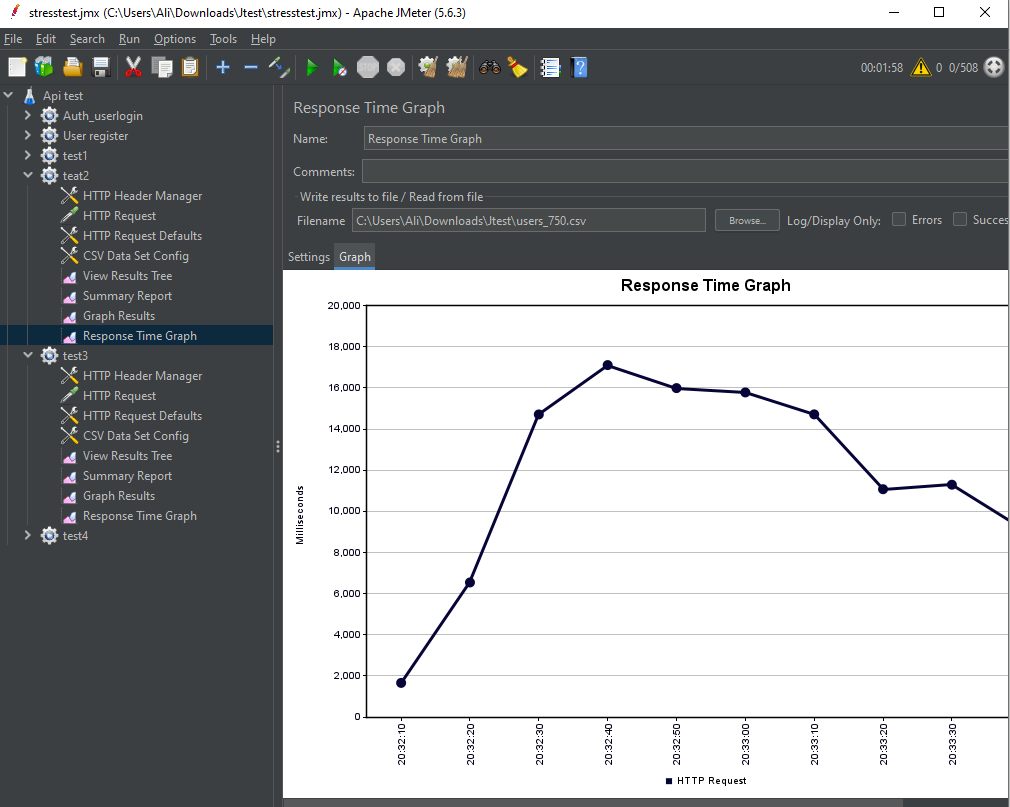 stresstest.jmx (C:\Users\Ali\Downloads\Jtest\stresstest.jmx) - Apache JMeter (5.6.3)
File Edit Search Run Options Tools Help
00:01:58 0 0/508
Api test
Auth_userlogin
User register
test1
teat2
HTTP Header Manager
HTTP Request
HTTP Request Defaults
CSV Data Set Config
View Results Tree
Summary Report
Graph Results
Response Time Graph
test3
HTTP Header Manager
HTTP Request
HTTP Request Defaults
CSV Data Set Config
View Results Tree
Summary Report
Graph Results
Response Time Graph
test4
Response Time Graph
Name: Response Time Graph
Comments:
Write results to file / Read from file
Filename C:\Users\Ali\Downloads\Jtest\users_750.csv Browse... Log/Display Only: Errors Succes
Settings Graph
Response Time Graph
20,000
18,000
16,000
14,000
12,000
10,000
8,000
6,000
4,000
2,000
0
Milliseconds
20:32:10
20:32:20
20:32:30
20:32:40
20:32:50
20:33:00
20:33:10
20:33:20
20:33:30
HTTP Request